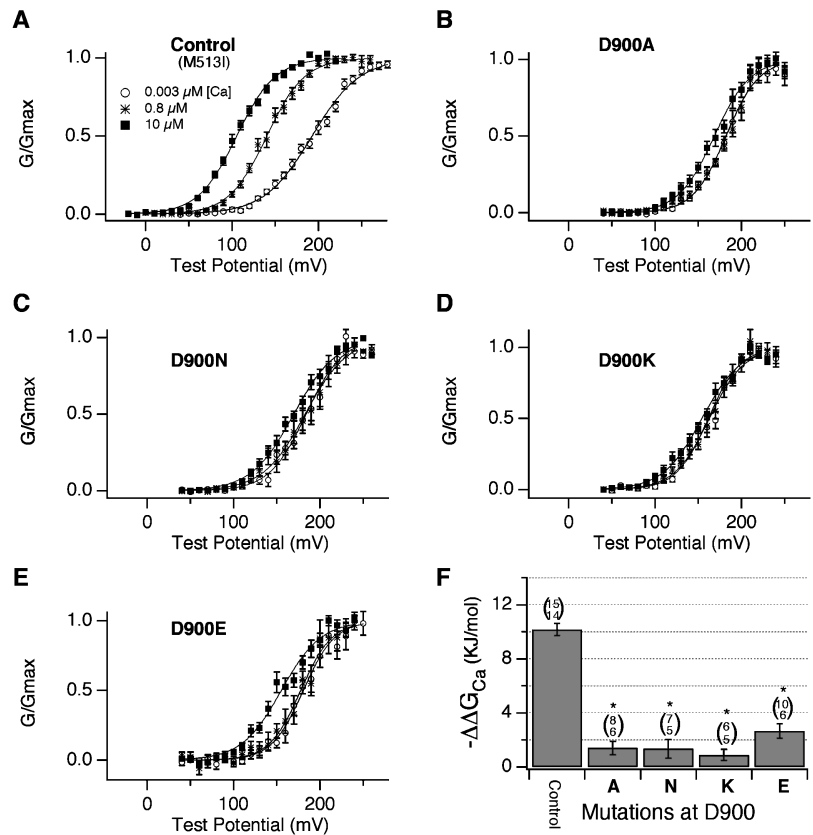 A
Control
(M513I)
0.003 µM [Ca]
0.8 µM
10 µM
1.0
0.5
0.0
G/Gmax
0
100
200
Test Potential (mV)
B
D900A
1.0
0.5
0.0
G/Gmax
0
100
200
Test Potential (mV)
C
D900N
1.0
0.5
0.0
G/Gmax
0
100
200
Test Potential (mV)
D
D900K
1.0
0.5
0.0
G/Gmax
0
100
200
Test Potential (mV)
E
D900E
1.0
0.5
0.0
G/Gmax
0
100
200
Test Potential (mV)
F
-ΔΔGCa (KJ/mol)
12
8
4
0
(15
14)
*
(8
6)
*
(7
5)
*
(6
5)
*
(10
6)
Control
A
N
K
E
Mutations at D900